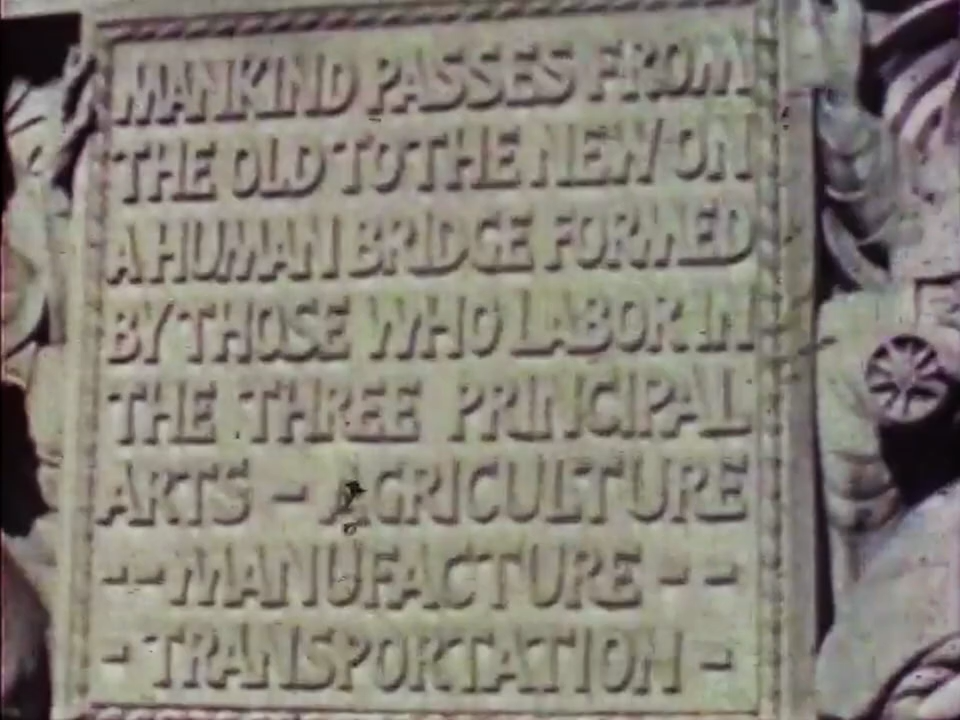 MANKIND PASSES FROM
THE OLD TO THE NEW ON
A HUMAN BRIDGE FORMED
BY THOSE WHO LABOR IN
THE THREE PRINCIPAL
ARTS - AGRICULTURE
--MANUFACTURE--
- TRANSPORTATION -